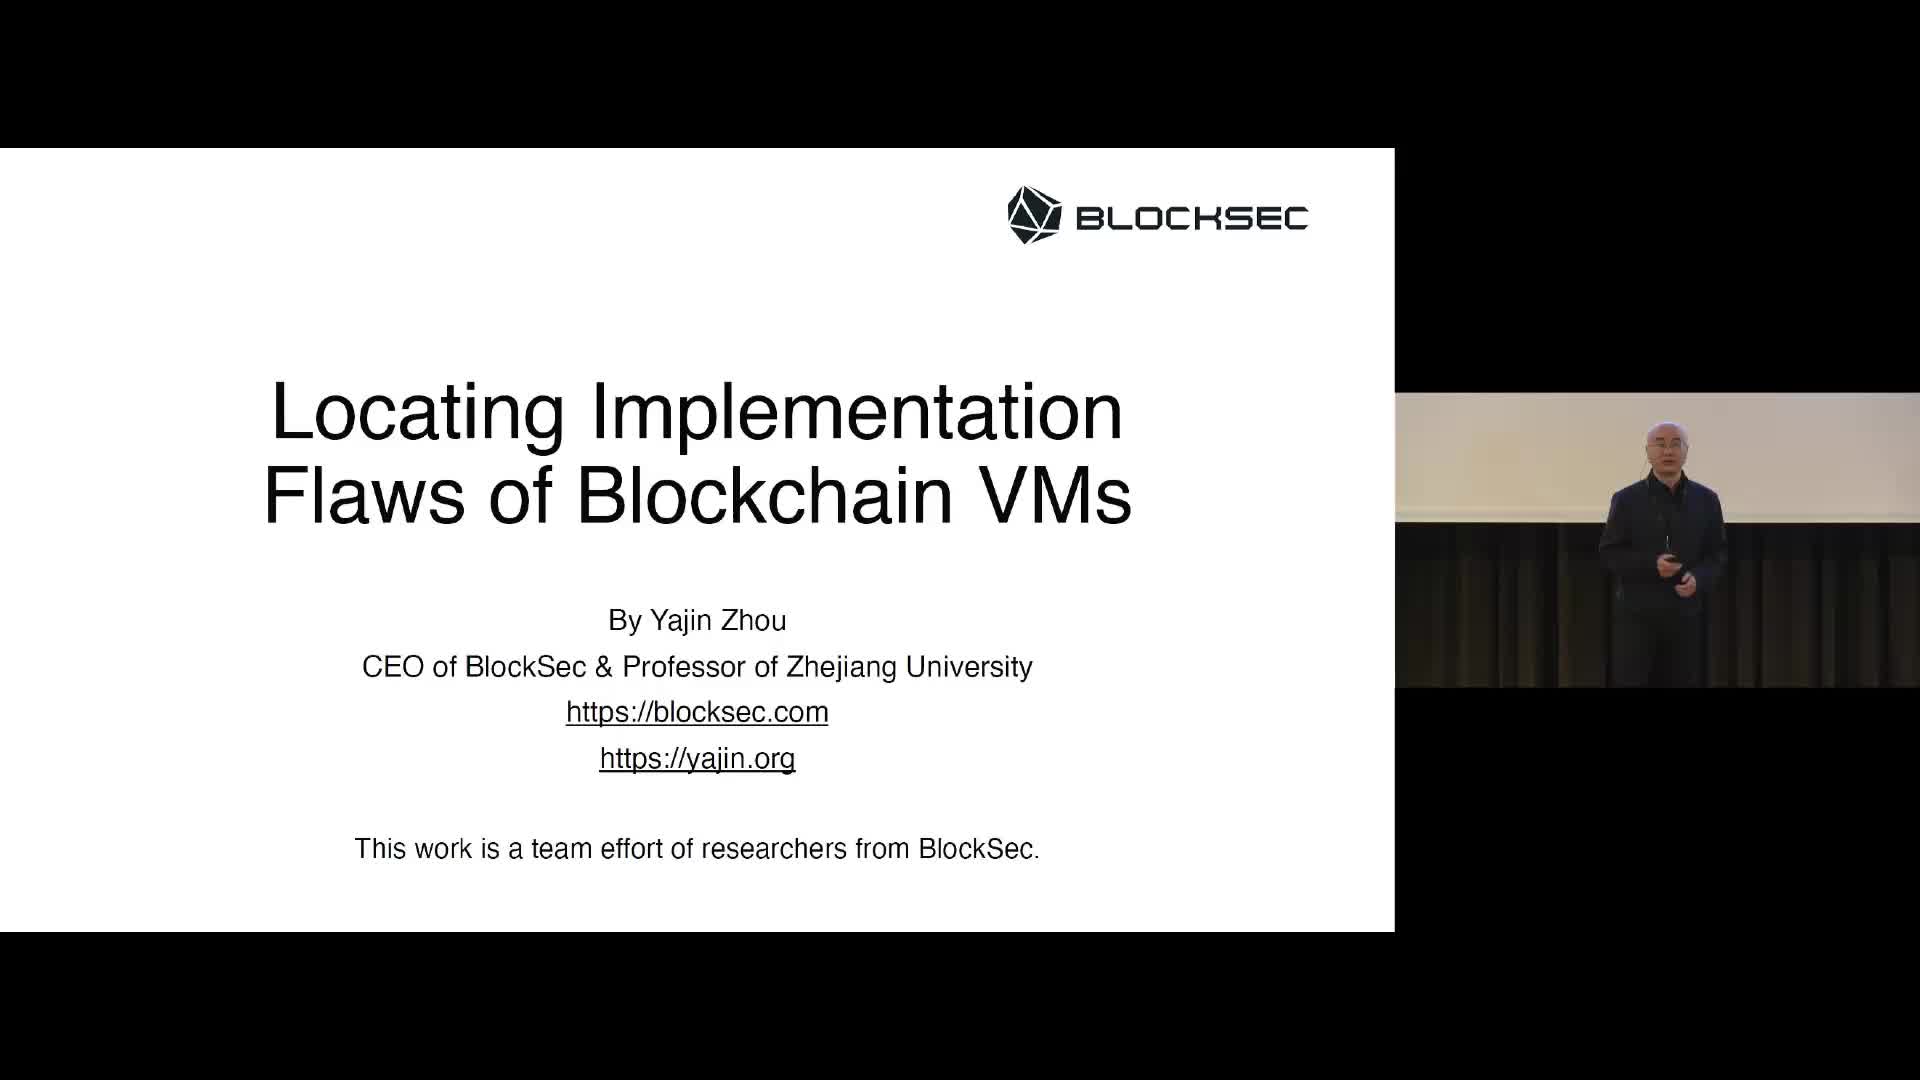 BLOCKSEC
Locating Implementation
Flaws of Blockchain VMs
By Yajin Zhou
CEO of BlockSec & Professor of Zhejiang University
https://blocksec.com
https://yajin.org
This work is a team effort of researchers from BlockSec.